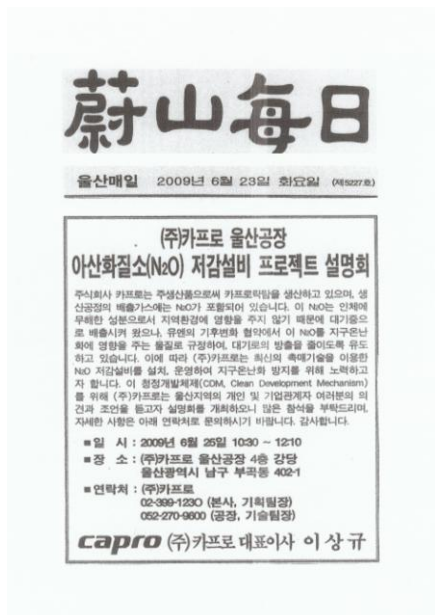 蔚山每日
울산매일 2009년 6월 23일 화요일 (제5227호)
(주)카프로 울산공장
아산화질소(N2O) 저감설비 프로젝트 설명회
주식회사 카프로는 주생산품으로써 카프로락탐을 생산하고 있으며, 생
산공정의 배출가스에는 N2O가 포함되어 있습니다. 이 N2O는 인체에
무해한 성분으로서 지역환경에 영향을 주지 않기 때문에 대기중으
로 배출시켜 왔으나, 유엔의 기후변화 협약에서 이 N2O를 지구온난
화에 영향을 주는 물질로 규정하여, 대기로의 방출을 줄이도록 유도
하고 있습니다. 이에 따라 (주)카프로는 최신의 촉매기술을 이용한
N2O 저감설비를 설치, 운영하여 지구온난화 방지를 위해 노력하고
자 합니다. 이 청정개발체제(CDM, Clean Development Mechanism)
를 위해 (주)카프로는 울산지역의 개인 및 기업관계자 여러분의 의
견과 조언을 듣고자 설명회를 개최하오니 많은 참석을 부탁드리며,
자세한 사항은 아래 연락처로 문의하시기 바랍니다. 감사합니다.
■일 시 : 2009년 6월 25일 10:30 ~ 12:10
■장 소 : (주)카프로 울산공장 4층 강당
울산광역시 남구 부곡동 402-1
■연락처 : (주)카프로
02-399-1230 (본사, 기획팀장)
052-270-9600 (공장, 기술팀장)
capro (주)카프로 대표이사 이 상 규